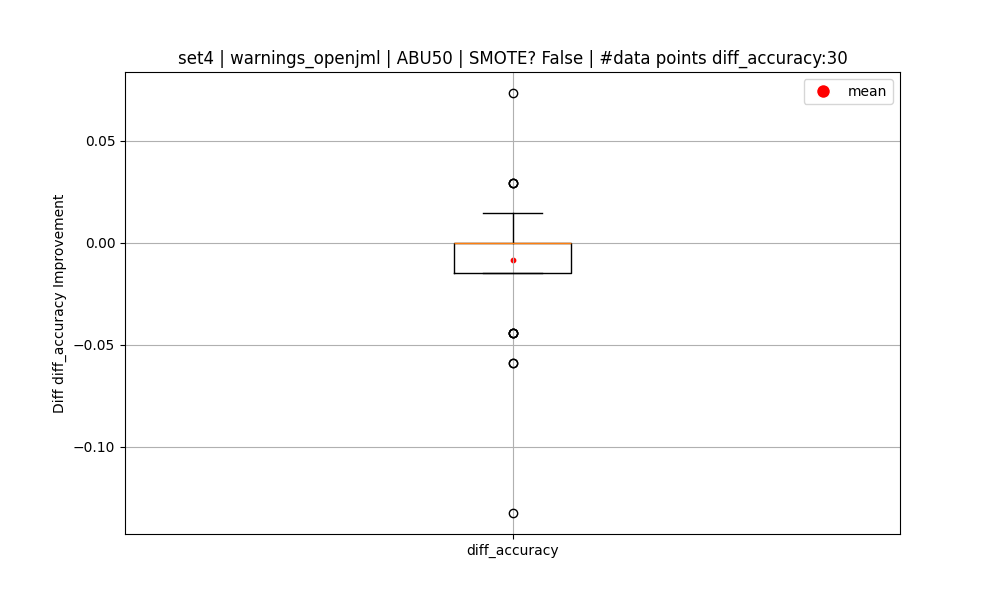 set4 | warnings_openjml | ABU50 | SMOTE? False | #data points diff_accuracy:30
mean
0.05
0.00
−0.05
−0.10
Diff diff_accuracy Improvement
diff_accuracy